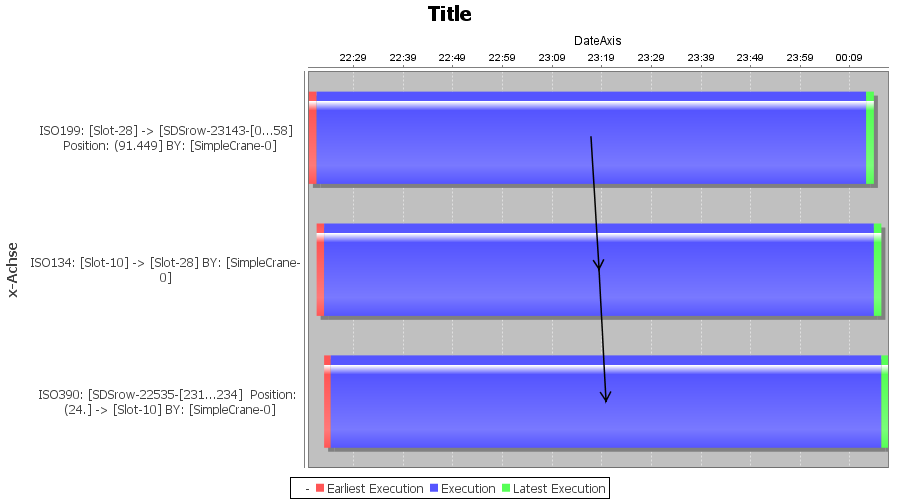 Title
DateAxis
22:29 22:39 22:49 22:59 23:09 23:19 23:29 23:39 23:49 23:59 00:09
ISO199: [Slot-28] -> [SDSrow-23143-[0...58]
Position: (91.449] BY: [SimpleCrane-0]
x-Achse
ISO134: [Slot-10] -> [Slot-28] BY: [SimpleCrane-
0]
ISO390: [SDSrow-22535-[231...234] Position:
(24.] -> [Slot-10] BY: [SimpleCrane-0]
- Earliest Execution Execution Latest Execution